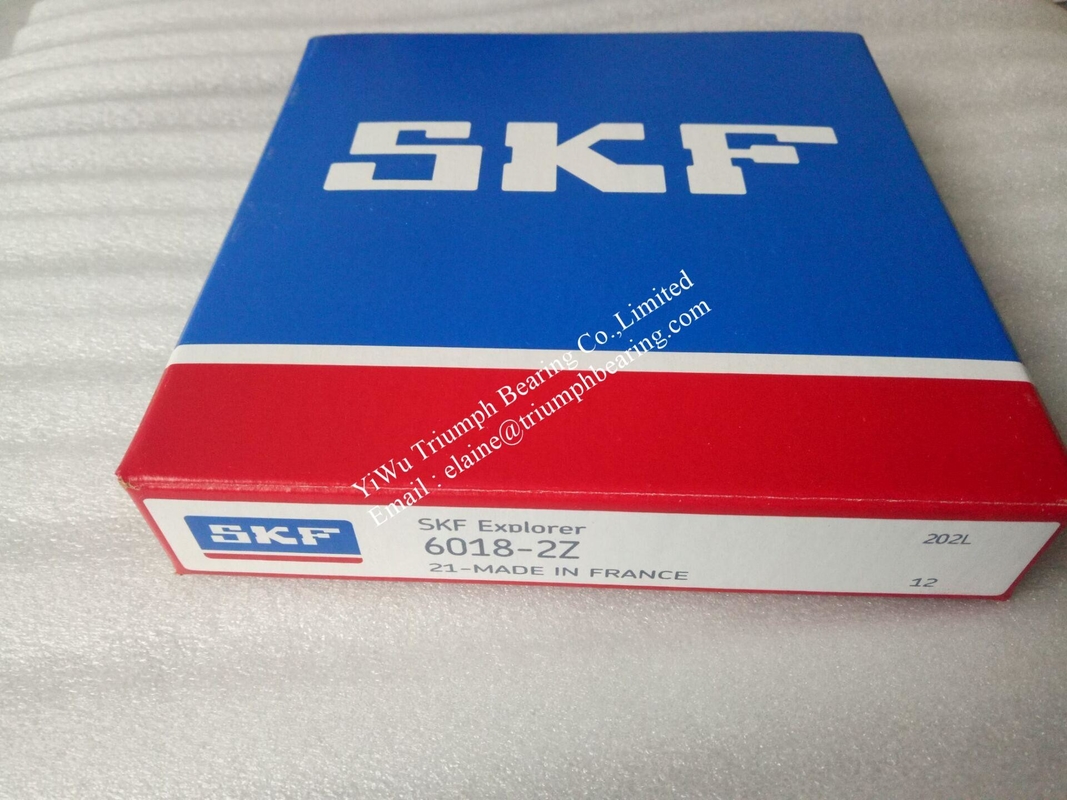 SKF
YiWu Triumph Bearing Co.,Limited
Email : elaine@triumphbearing.com
SKF
SKF Explorer
6018-2Z
21-MADE IN FRANCE
202L
12